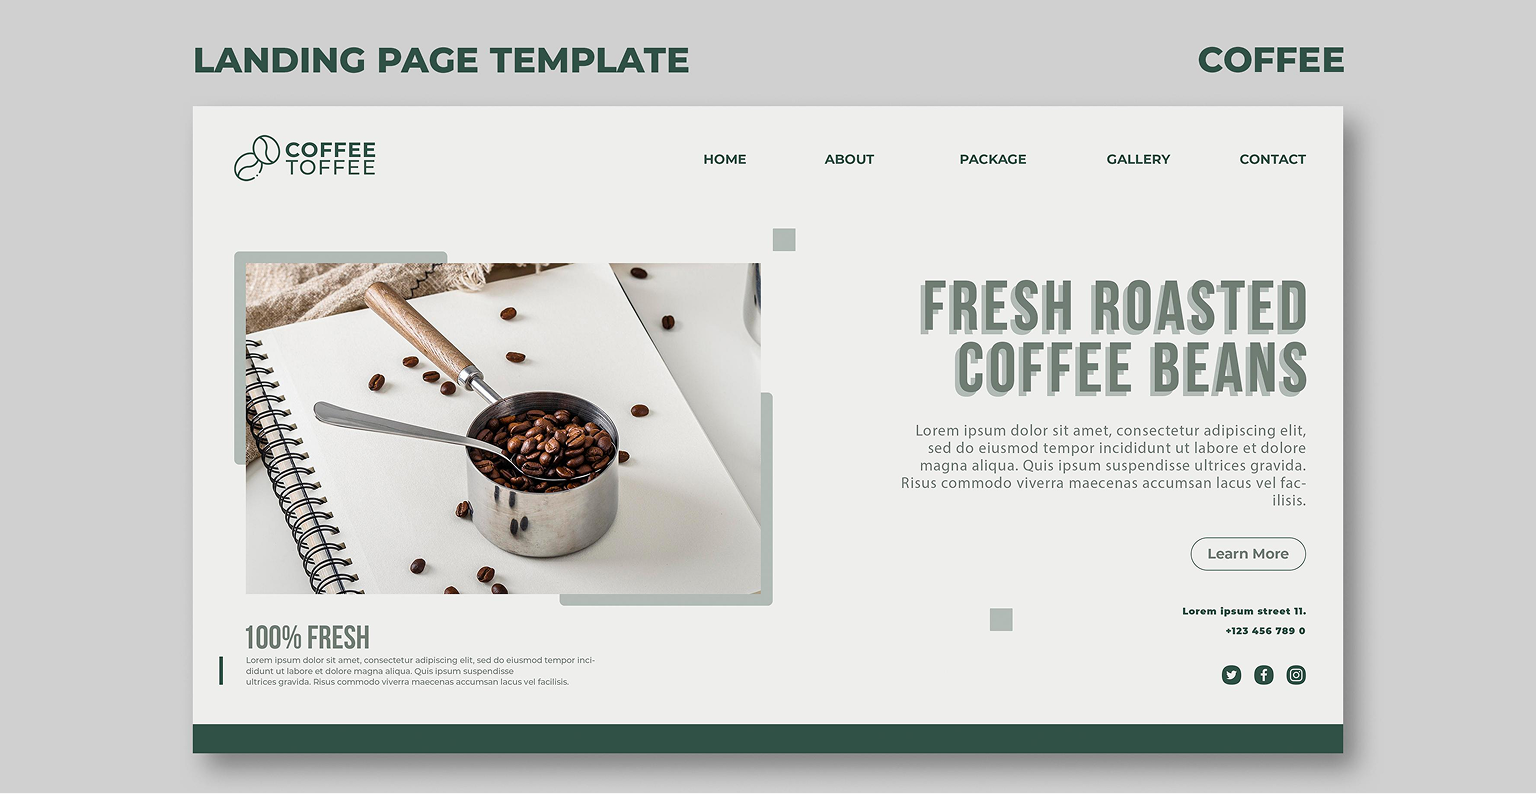 LANDING PAGE TEMPLATE
COFFEE
COFFEE
TOFFEE
HOME
ABOUT
PACKAGE
GALLERY
CONTACT
FRESH ROASTED
COFFEE BEANS
Lorem ipsum dolor sit amet, consectetur adipiscing elit,
sed do eiusmod tempor incididunt ut labore et dolore
magna aliqua. Quis ipsum suspendisse ultrices gravida.
Risus commodo viverra maecenas accumsan lacus vel fac-
ilisis.
Learn More
Lorem ipsum street 11.
+123 456 789 0
100% FRESH
Lorem ipsum dolor sit amet, consectetur adipiscing elit, sed do eiusmod tempor inci-
didunt ut labore et dolore magna aliqua. Quis ipsum suspendisse
ultrices gravida. Risus commodo viverra maecenas accumsan lacus vel facilisis.